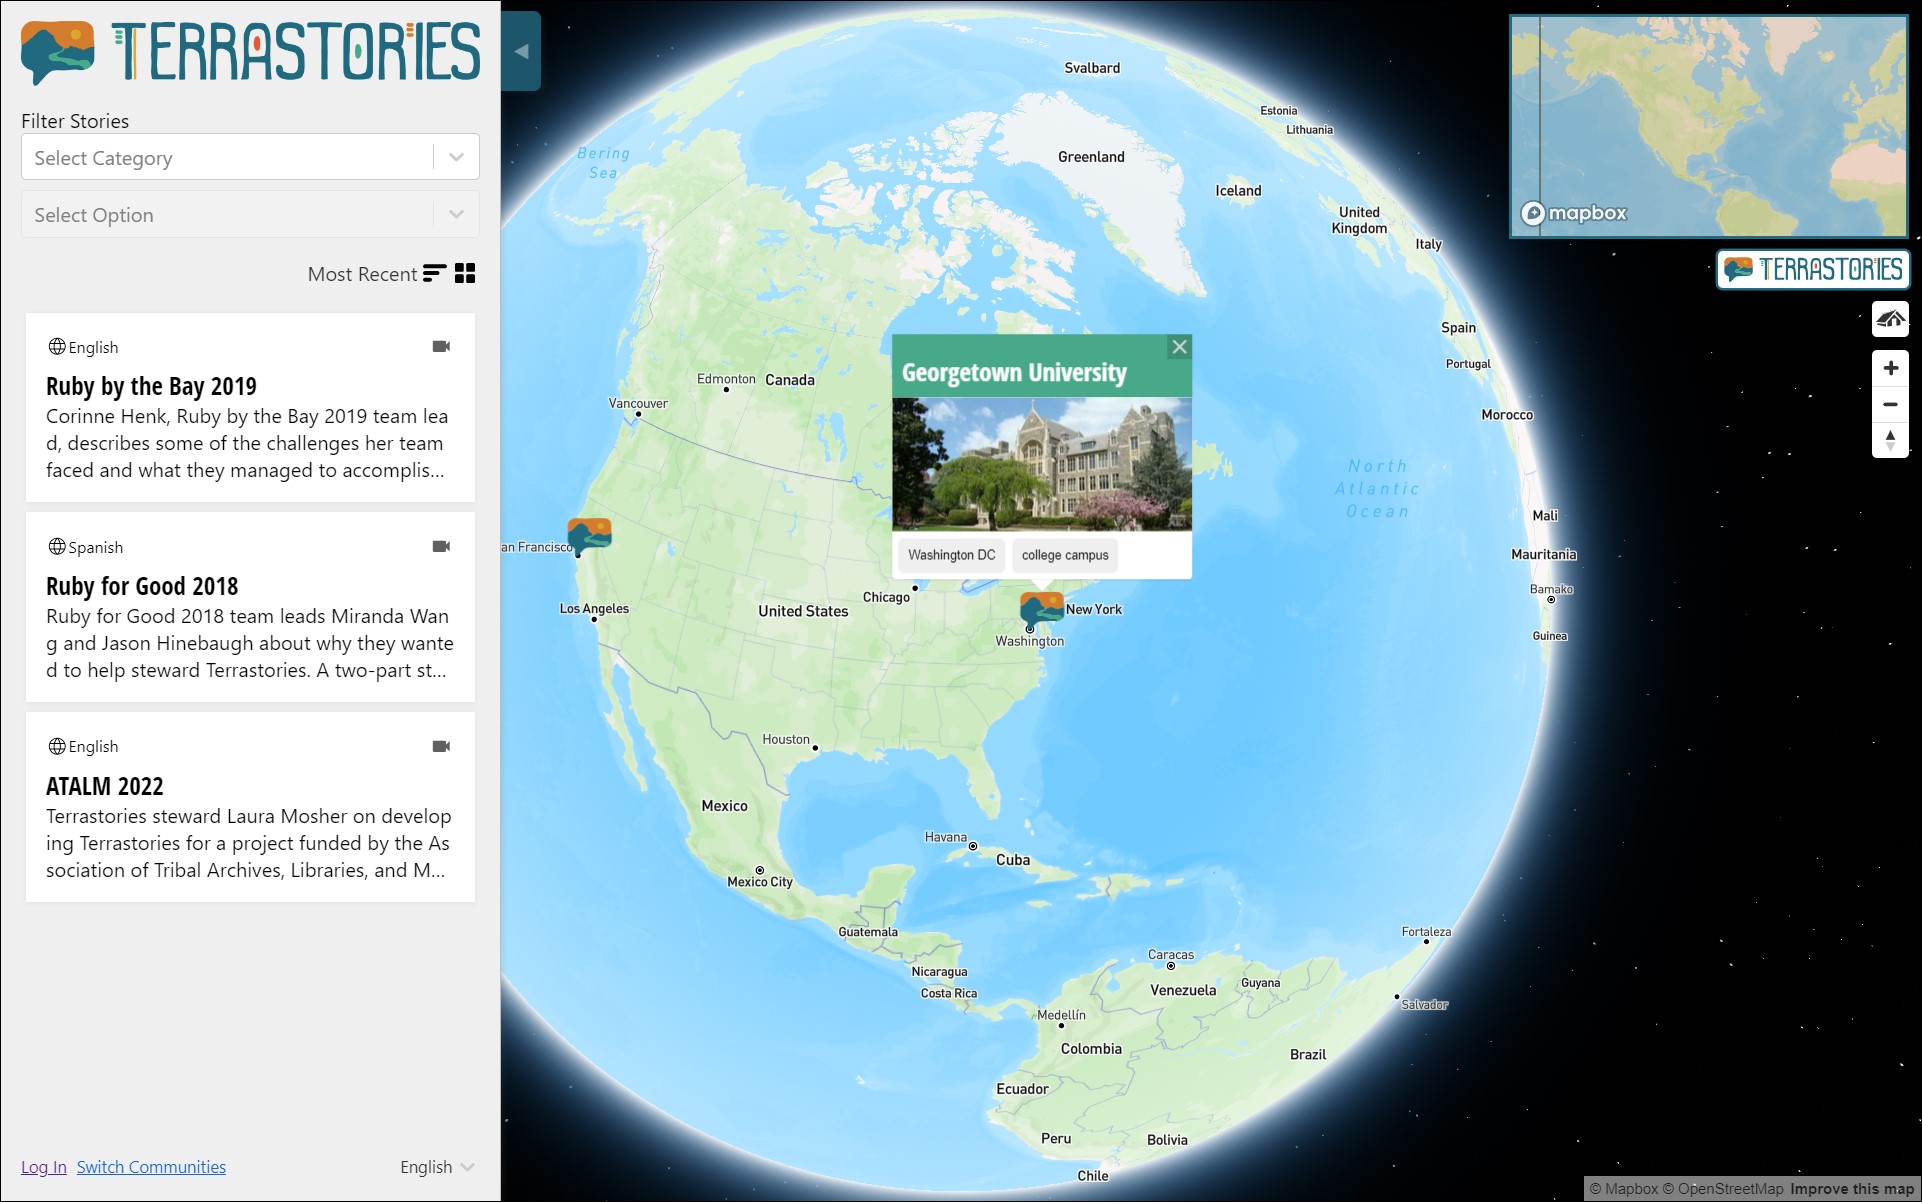 TERRASTORIES
Filter Stories
Select Category
Select Option
Most Recent
English
Ruby by the Bay 2019
Corinne Henk, Ruby by the Bay 2019 team lea
d, describes some of the challenges her team
faced and what they managed to accomplis...
Spanish
Ruby for Good 2018
Ruby for Good 2018 team leads Miranda Wan
g and Jason Hinebaugh about why they wante
d to help steward Terrastories. A two-part st...
English
ATALM 2022
Terrastories steward Laura Mosher on develop
ing Terrastories for a project funded by the As
sociation of Tribal Archives, Libraries, and M...
Log In
Switch Communities
English
Svalbard
Estonia
Lithuania
Bering
Sea
Greenland
Iceland
United
Kingdom
Italy
Spain
Portugal
Morocco
Edmonton
Canada
Vancouver
Georgetown University
Washington DC
college campus
North
Atlantic
Ocean
Mali
Mauritania
Bamako
Guinea
an Francisco
Los Angeles
United States
Chicago
New York
Washington
Houston
Mexico
Havana
Cuba
Mexico City
Guatemala
Nicaragua
Costa Rica
Caracas
Venezuela
Guyana
Fortaleza
Salvador
Medellín
Colombia
Brazil
Ecuador
Peru
Bolivia
Chile
mapbox
TERRASTORIES
© Mapbox © OpenStreetMap Improve this map